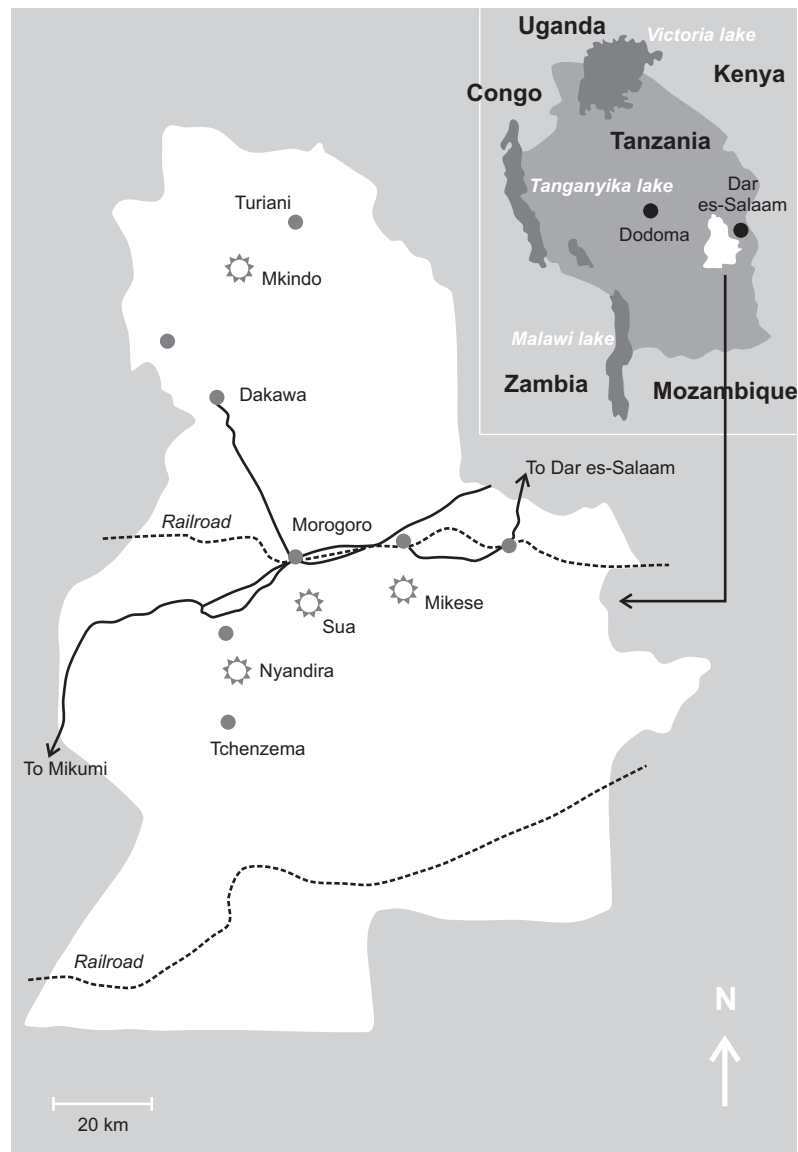 Uganda
Victoria lake
Kenya
Congo
Tanzania
Tanganyika lake
Dar
es-Salaam
Dodoma
Malawi lake
Zambia
Mozambique
Turiani
Mkindo
Dakawa
To Dar es-Salaam
Railroad
Morogoro
Mikese
Sua
Nyandira
Tchenzema
To Mikumi
Railroad
N
20 km